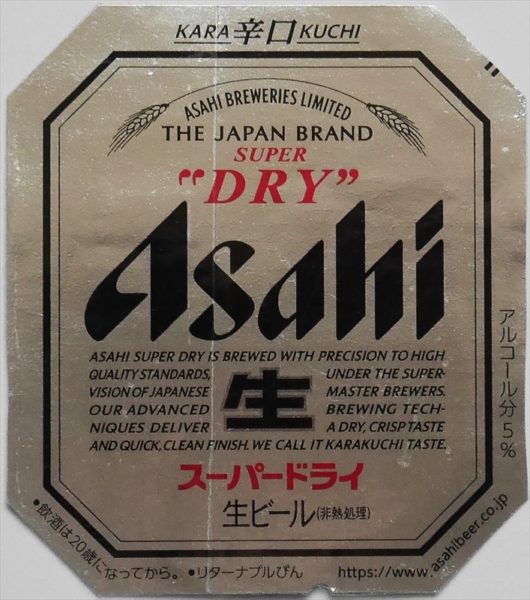 KARA 辛口 KUCHI
ASAHI BREWERIES LIMITED
THE JAPAN BRAND
SUPER
"DRY"
Asahi
ASAHI SUPER DRY IS BREWED WITH PRECISION TO HIGH
QUALITY STANDARDS, UNDER THE SUPER-
VISION OF JAPANESE MASTER BREWERS.
生
OUR ADVANCED BREWING TECH-
NIQUES DELIVER A DRY, CRISP TASTE
AND QUICK, CLEAN FINISH. WE CALL IT KARAKUCHI TASTE.
スーパードライ
生ビール(非熱処理)
アルコール分5%
•飲酒は20歳になってから。 •リターナブルびん https://www.asahibeer.co.jp